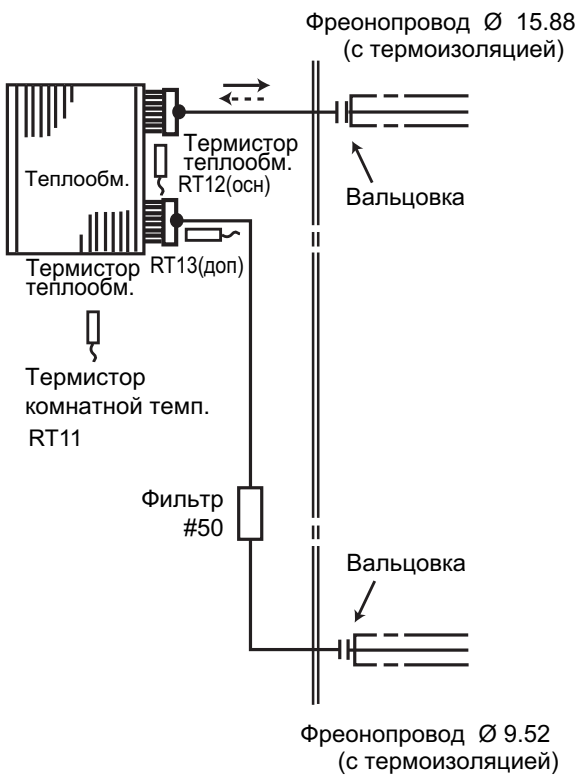 Фреонопровод Ø 15.88
(с термоизоляцией)
Термистор
теплообм.
RT12(осн)
Теплообм.
Вальцовка
Термистор
теплообм.
RT13(доп)
Термистор
комнатной темп.
RT11
Фильтр
#50
Вальцовка
Фреонопровод Ø 9.52
(с термоизоляцией)